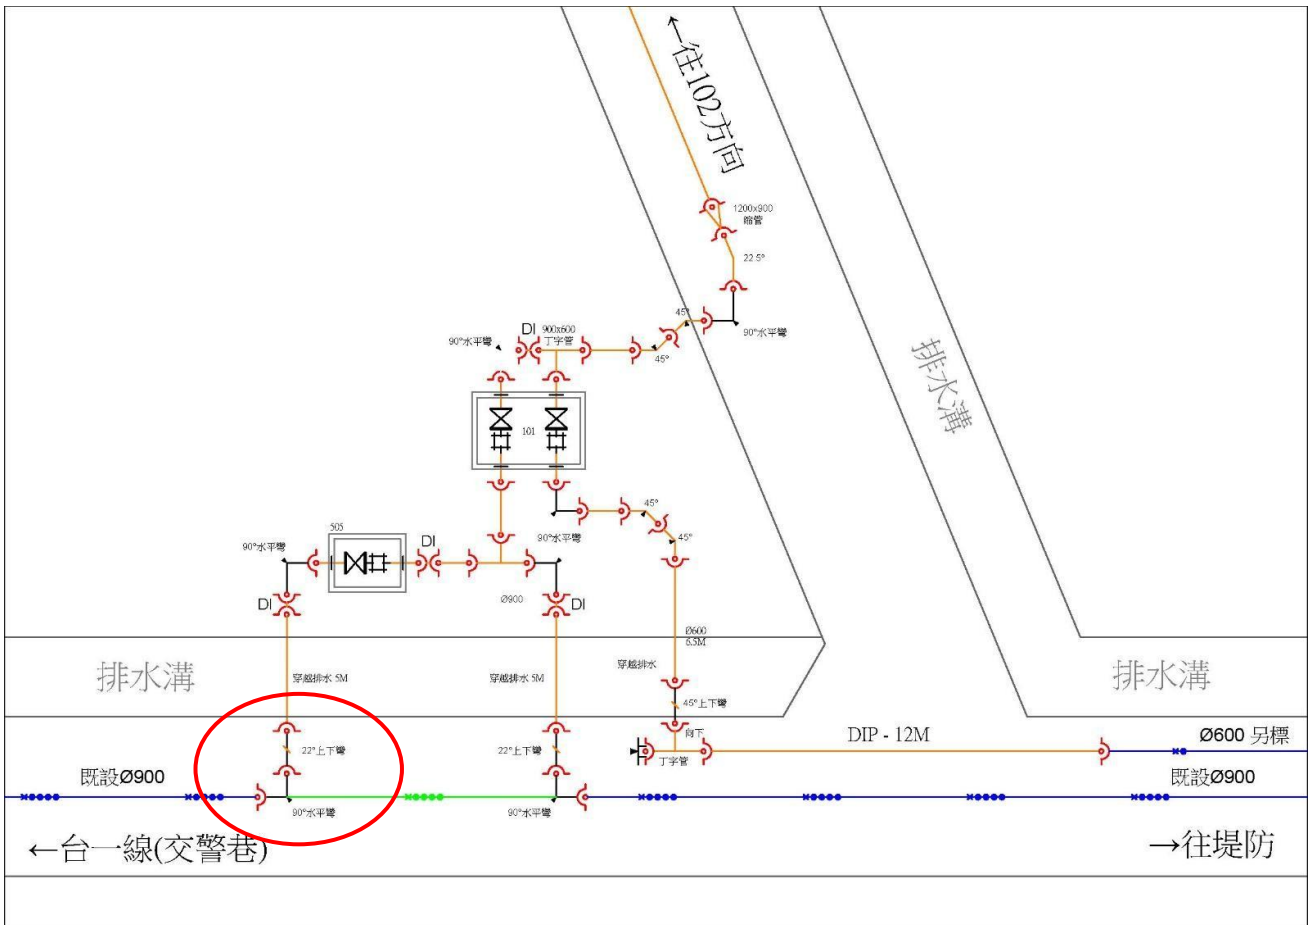 ←往102方向
1200x900
縮管
22.5°
45°
90°水平彎
DI
900x600
丁字管
90°水平彎
45°
排水溝
101
45°
505
DI
90°水平彎
90°水平彎
45°
DI
Ø900
DI
Ø600
6.5M
排水溝
穿越排水 5M
穿越排水 5M
穿越排水
排水溝
45°上下彎
向下
DIP - 12M
Ø600 另標
22°上下彎
22°上下彎
丁字管
既設Ø900
既設Ø900
90°水平彎
90°水平彎
←台一線(交警巷)
→往堤防